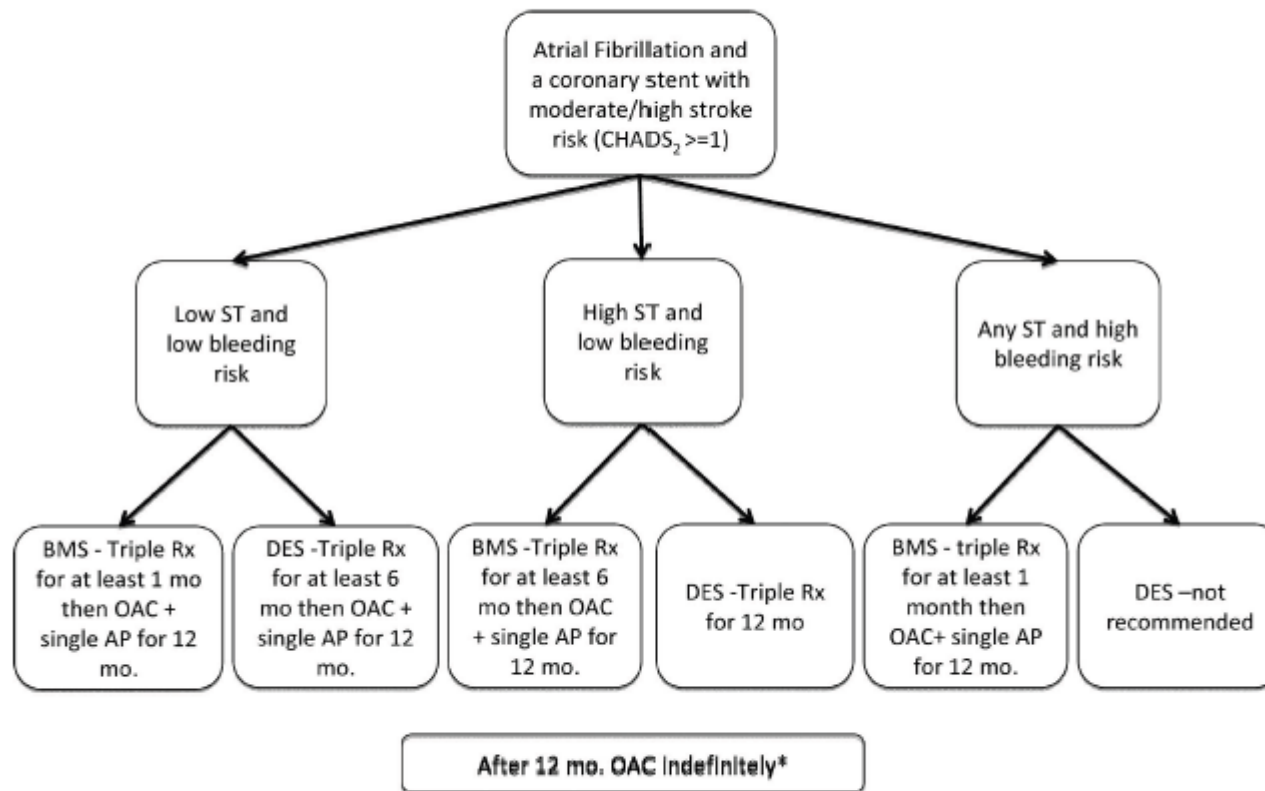 Atrial Fibrillation and
a coronary stent with
moderate/high stroke
risk (CHADS2 >=1)
Low ST and
low bleeding
risk
High ST and
low bleeding
risk
Any ST and high
bleeding risk
BMS - Triple Rx
for at least 1 mo
then OAC +
single AP for 12
mo.
DES -Triple Rx
for at least 6
mo then OAC +
single AP for 12
mo.
BMS -Triple Rx
for at least 6
mo then OAC
+ single AP for
12 mo.
DES -Triple Rx
for 12 mo
BMS - triple Rx
for at least 1
month then
OAC+ single AP
for 12 mo.
DES –not
recommended
After 12 mo. OAC indefinitely*